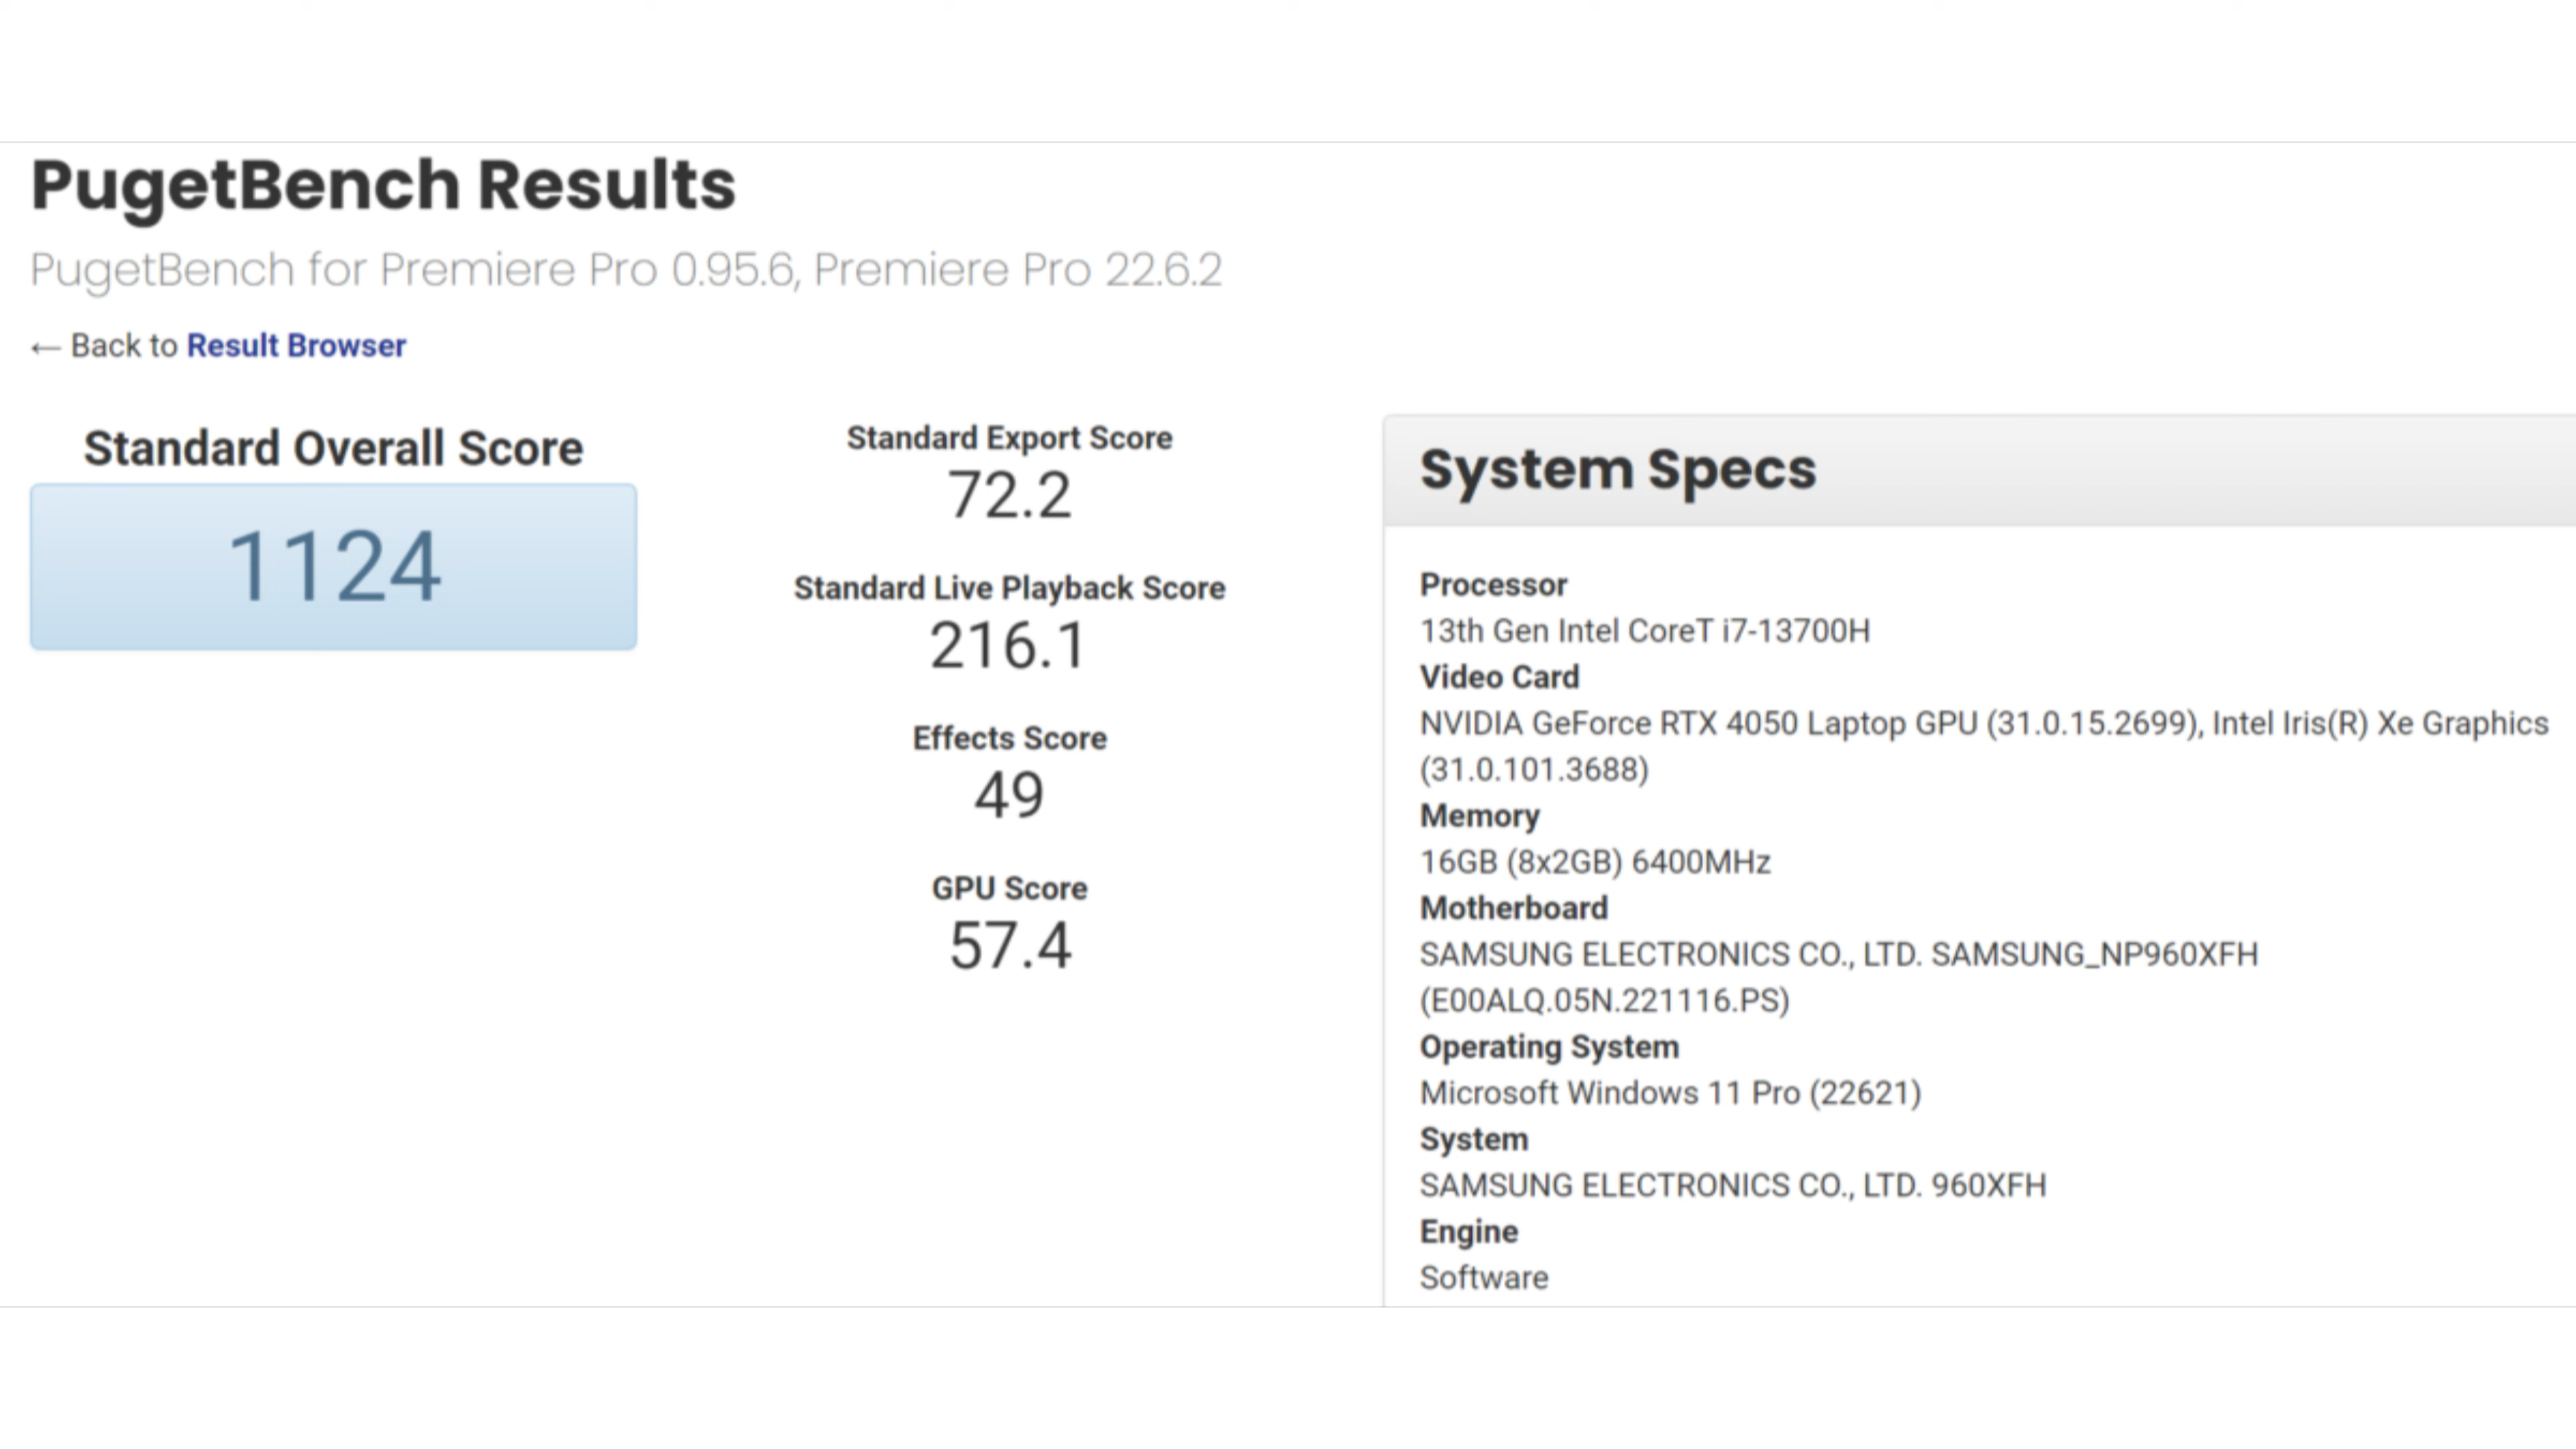 PugetBench Results
PugetBench for Premiere Pro 0.95.6, Premiere Pro 22.6.2
← Back to Result Browser
Standard Overall Score
1124
Standard Export Score
72.2
Standard Live Playback Score
216.1
Effects Score
49
GPU Score
57.4
System Specs
Processor
13th Gen Intel CoreT i7-13700H
Video Card
NVIDIA GeForce RTX 4050 Laptop GPU (31.0.15.2699), Intel Iris(R) Xe Graphics
(31.0.101.3688)
Memory
16GB (8x2GB) 6400MHz
Motherboard
SAMSUNG ELECTRONICS CO., LTD. SAMSUNG_NP960XFH
(E00ALQ.05N.221116.PS)
Operating System
Microsoft Windows 11 Pro (22621)
System
SAMSUNG ELECTRONICS CO., LTD. 960XFH
Engine
Software